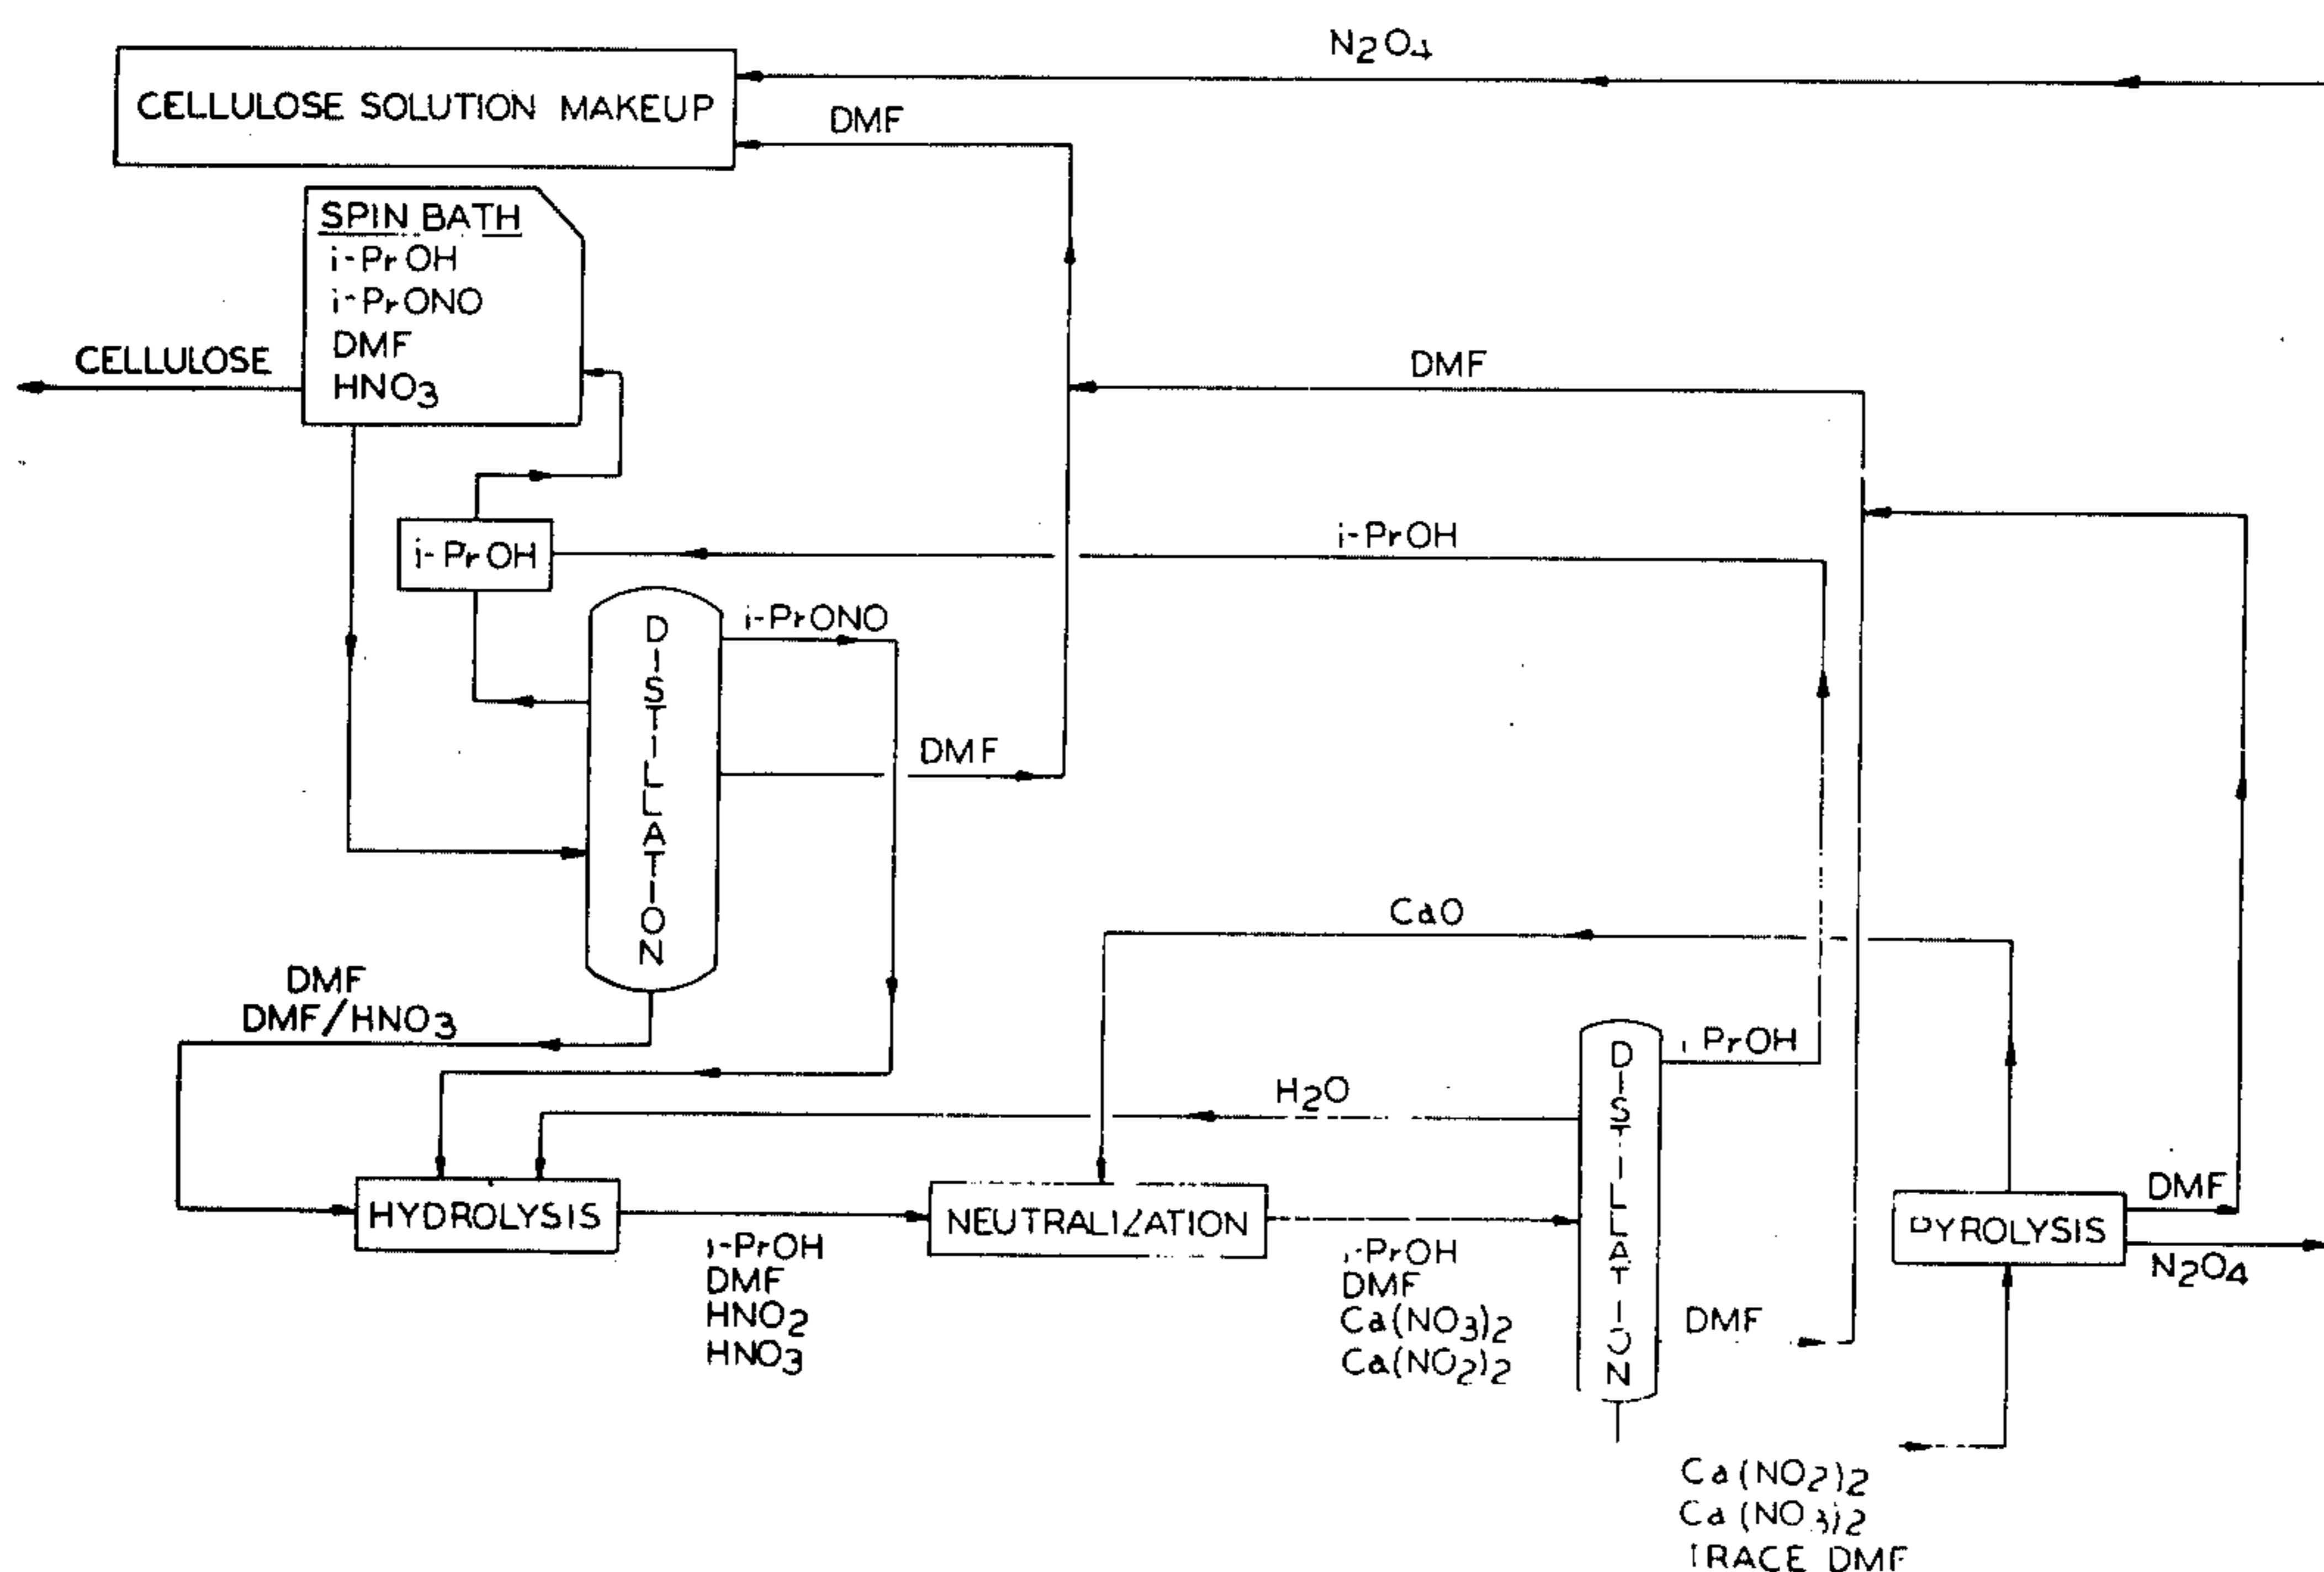 N2O4
CELLULOSE SOLUTION MAKEUP
DMF
SPIN BATH
i-PrOH
i-PrONO
DMF
HNO3
CELLULOSE
DMF
i-PrOH
i-PrOH
i-PrONO
DISTILLATION
DMF
CaO
DMF
DMF/HNO3
i PrOH
DISTILLATION
H2O
HYDROLYSIS
NEUTRALIZATION
PYROLYSIS
DMF
N2O4
i-PrOH
DMF
HNO2
HNO3
i-PrOH
DMF
Ca(NO3)2
Ca(NO2)2
DMF
Ca(NO2)2
Ca(NO3)2
TRACE DMF